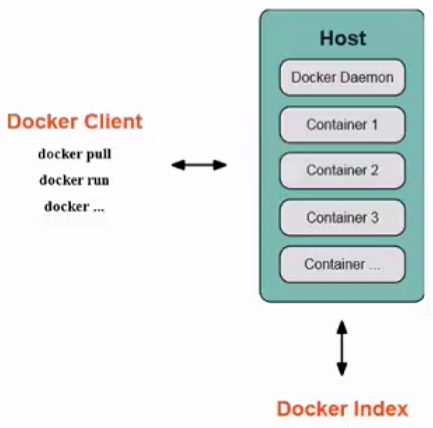 Host
Docker Daemon
Container 1
Container 2
Container 3
Container ...
Docker Client
docker pull
docker run
docker ...
Docker Index